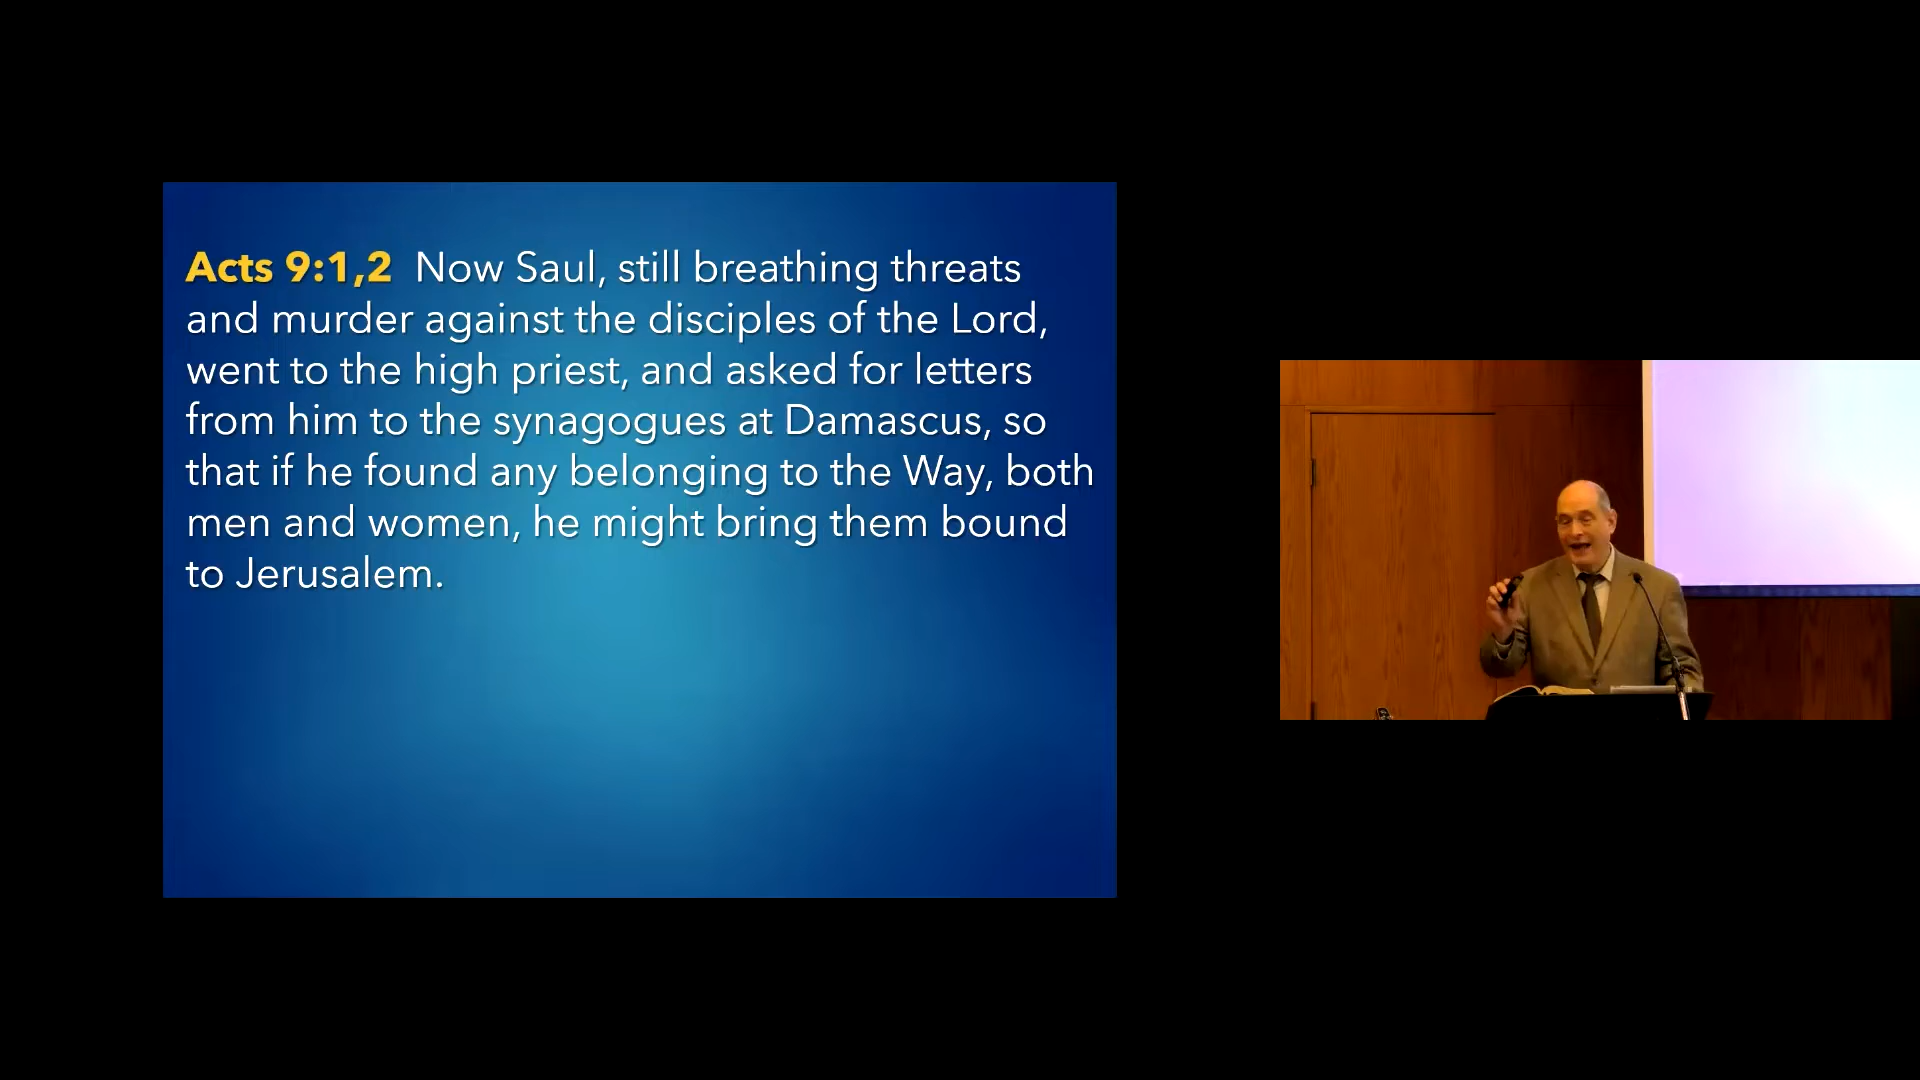 Acts 9:1,2 Now Saul, still breathing threats
and murder against the disciples of the Lord,
went to the high priest, and asked for letters
from him to the synagogues at Damascus, so
that if he found any belonging to the Way, both
men and women, he might bring them bound
to Jerusalem.